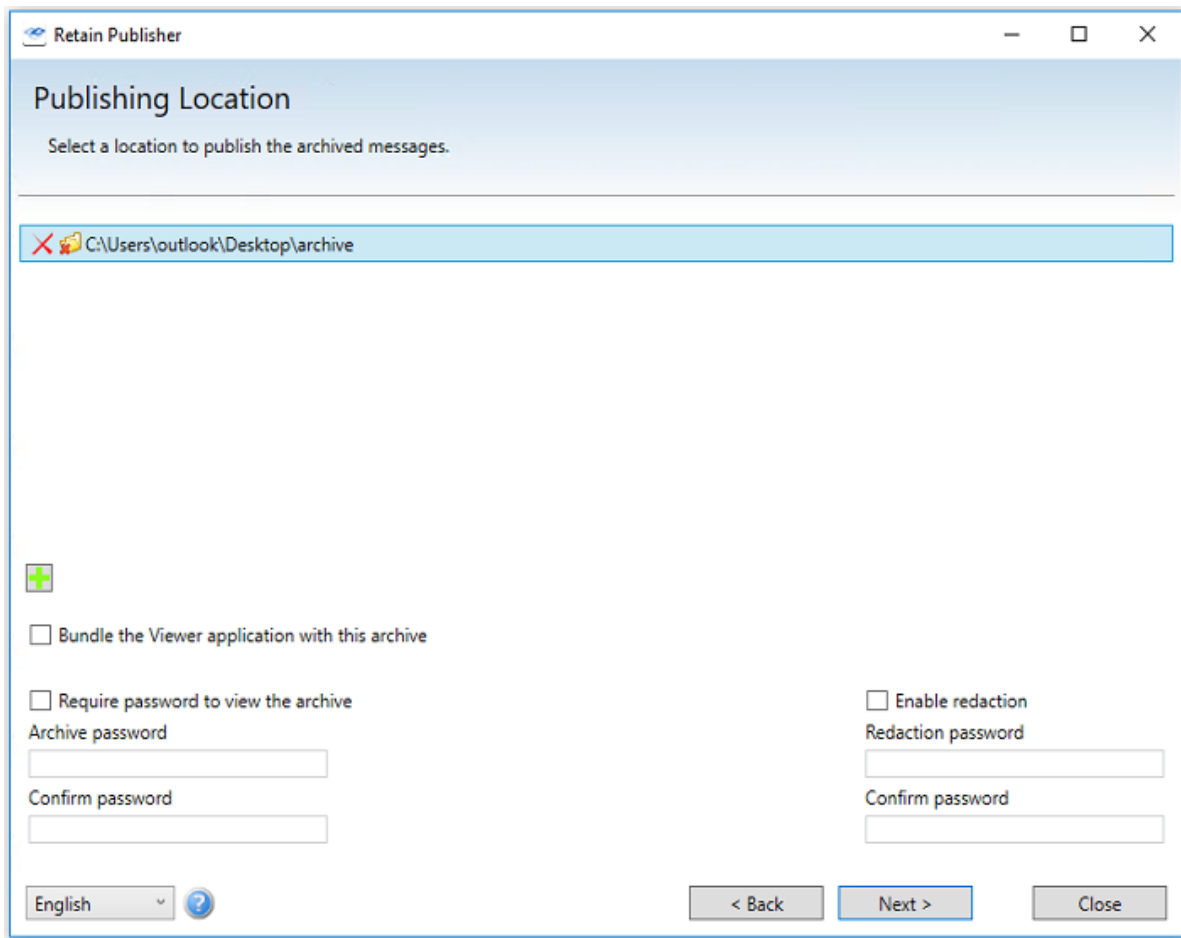 Retain Publisher
Publishing Location
Select a location to publish the archived messages.
C:\Users\outlook\Desktop\archive
Bundle the Viewer application with this archive
Require password to view the archive
Enable redaction
Archive password
Redaction password
Confirm password
Confirm password
English
< Back
Next >
Close